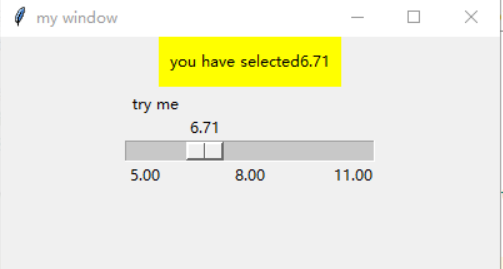 my window
you have selected6.71
try me
6.71
5.00 8.00 11.00